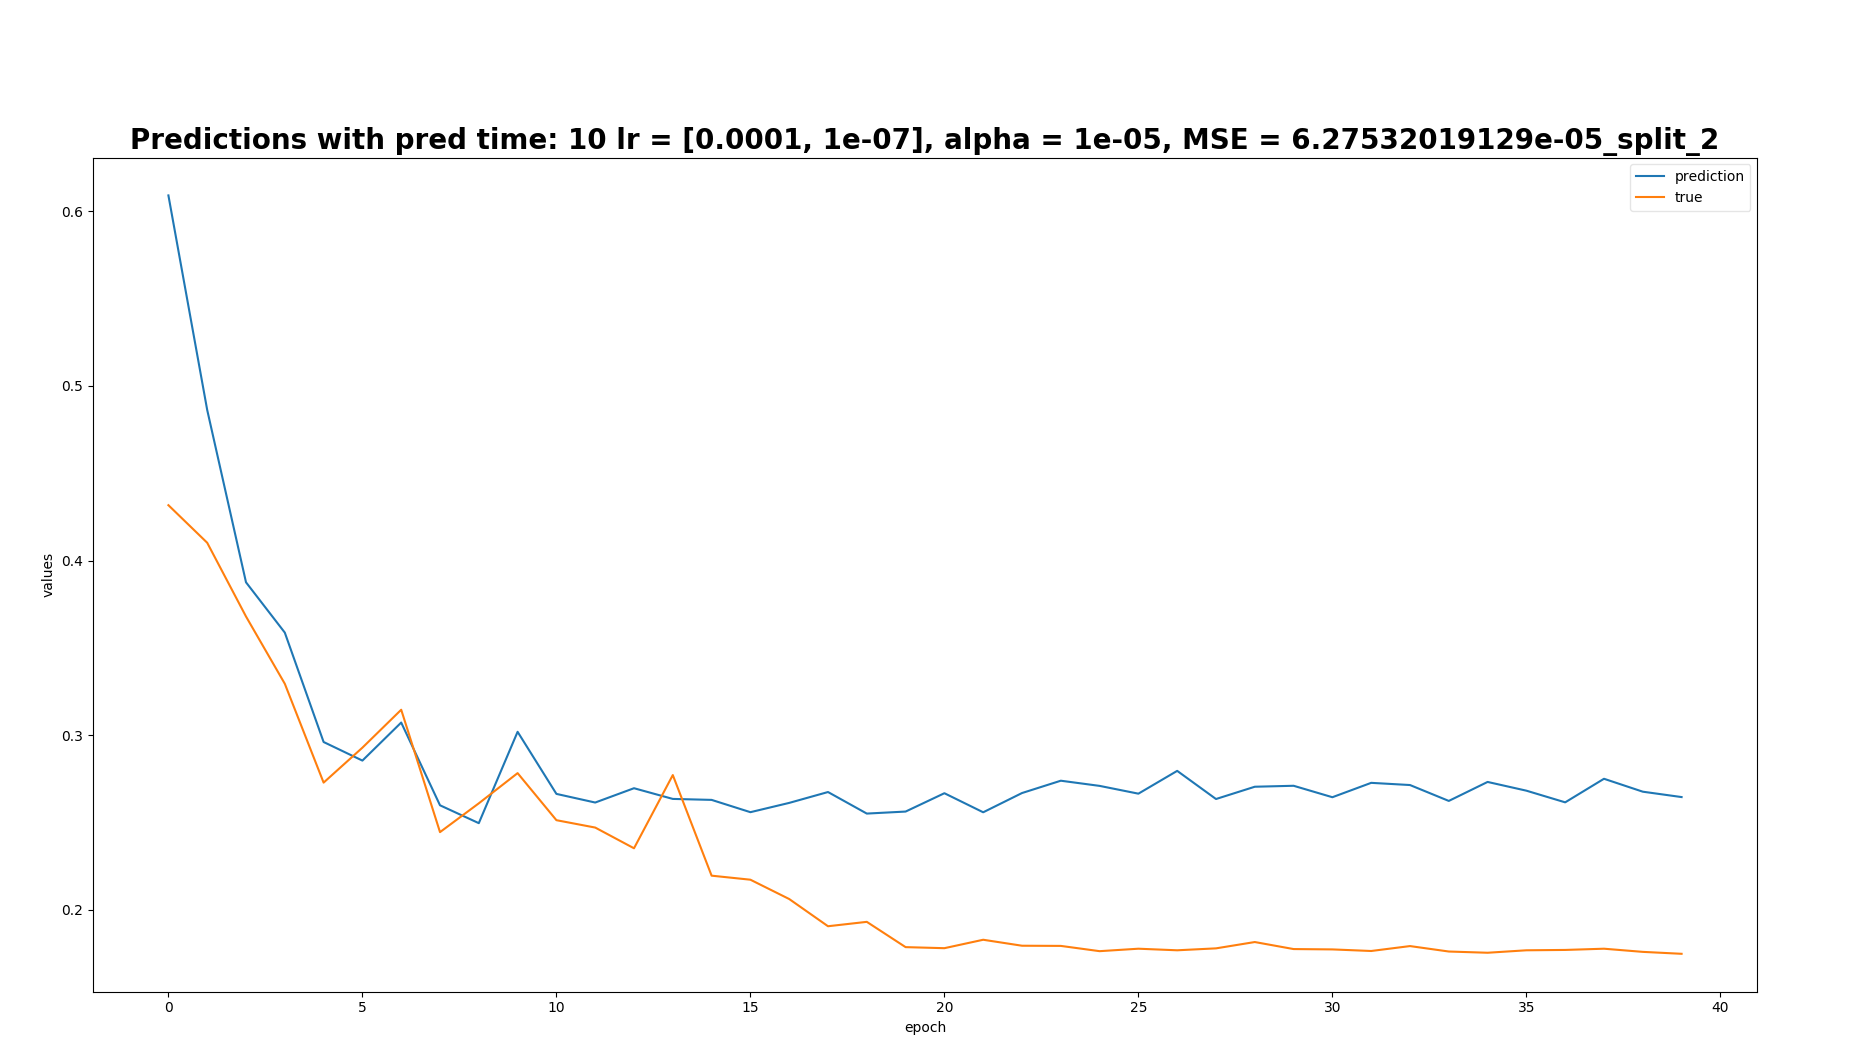 Predictions with pred time: 10 lr = [0.0001, 1e-07], alpha = 1e-05, MSE = 6.27532019129e-05_split_2
prediction
true
0.6
0.5
0.4
0.3
0.2
values
0 5 10 15 20 25 30 35 40
epoch